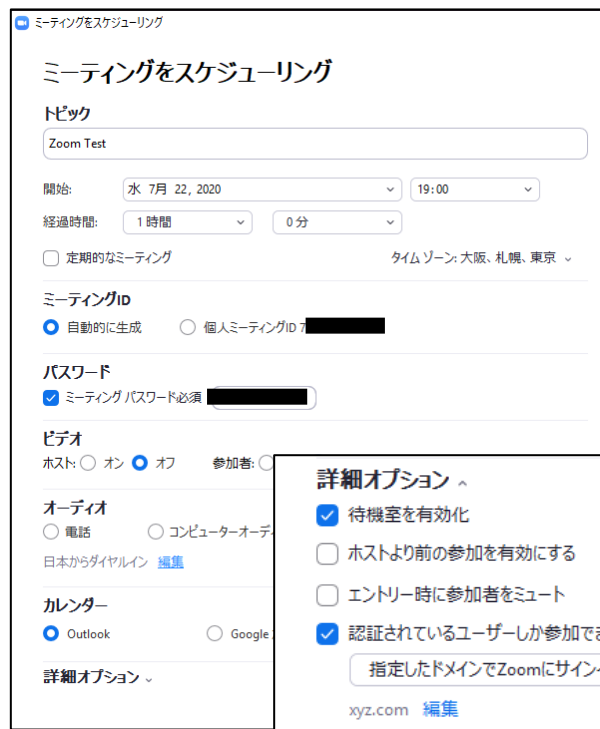 ミーティングをスケジューリング
ミーティングをスケジューリング
トピック
Zoom Test
開始: 水 7月 22, 2020 19:00
経過時間: 1 時間 0 分
定期的なミーティング タイム ゾーン: 大阪、札幌、東京
ミーティングID
自動的に生成 個人ミーティングID 7
パスワード
ミーティング パスワード必須
ビデオ
ホスト: オン オフ 参加者:
オーディオ
電話 コンピューターオーデ
日本からダイヤルイン 編集
カレンダー
Outlook Google
詳細オプション
詳細オプション
待機室を有効化
ホストより前の参加を有効にする
エントリー時に参加者をミュート
認証されているユーザーしか参加でき
指定したドメインでZoomにサイン
xyz.com 編集